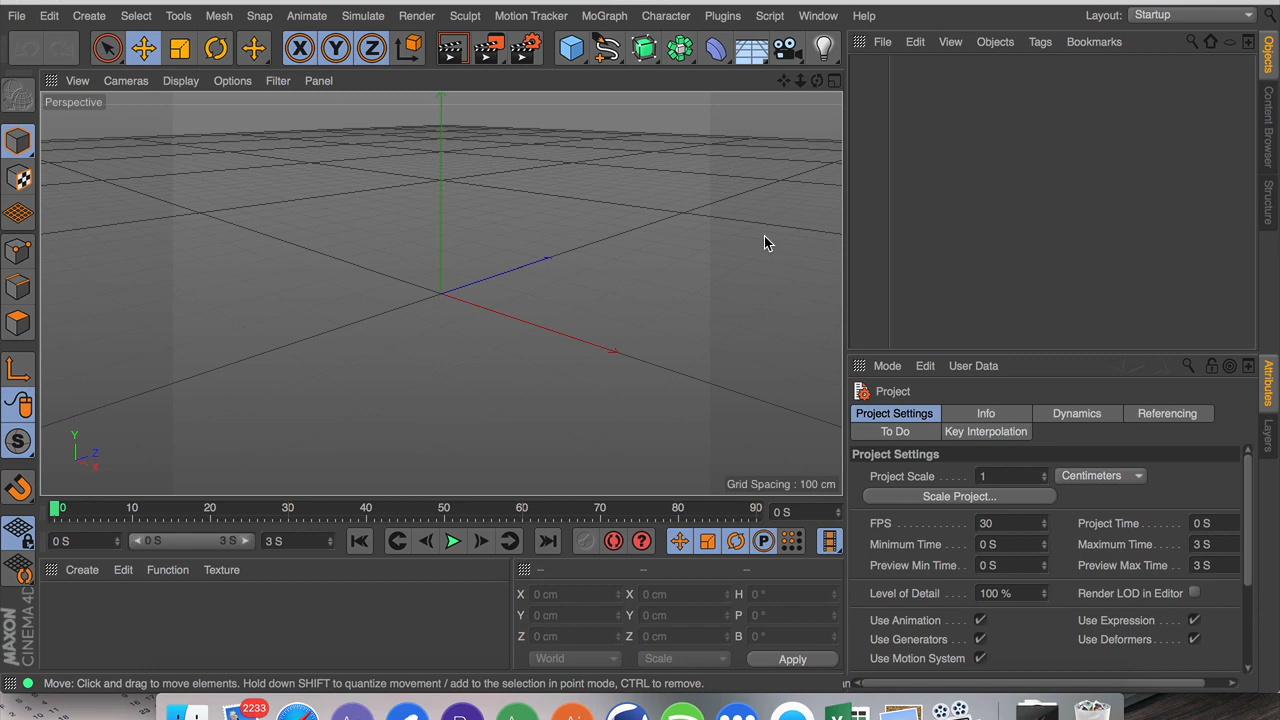 File Edit Create Select Tools Mesh Snap Animate Simulate Render Sculpt Motion Tracker MoGraph Character Plugins Script Window Help Layout: Startup
X Y Z
File Edit View Objects Tags Bookmarks
View Cameras Display Options Filter Panel
Perspective
Objects
Content Browser
Structure
Y
Z
X
Grid Spacing : 100 cm
Mode Edit User Data
Project
Project Settings Info Dynamics Referencing
To Do Key Interpolation
Project Settings
Project Scale ..... 1 Centimeters
Scale Project...
FPS ........... 30 Project Time ..... 0 S
Minimum Time ... 0 S Maximum Time ... 3 S
Preview Min Time . . 0 S Preview Max Time . . 3 S
Level of Detail .... 100 % Render LOD in Editor
Use Animation .... Use Expression ....
Use Generators .... Use Deformers.....
Use Motion System
Attributes
Layers
0 10 20 30 40 50 60 70 80 90 0 S
0 S 0 S 3 S 3 S
P
S
Create Edit Function Texture
-- -- --
X 0 cm X 0 cm H 0 °
Y 0 cm Y 0 cm P 0 °
Z 0 cm Z 0 cm B 0 °
World Scale Apply
MAXON
CINEMA 4D
Move: Click and drag to move elements. Hold down SHIFT to quantize movement / add to the selection in point mode, CTRL to remove.
2233